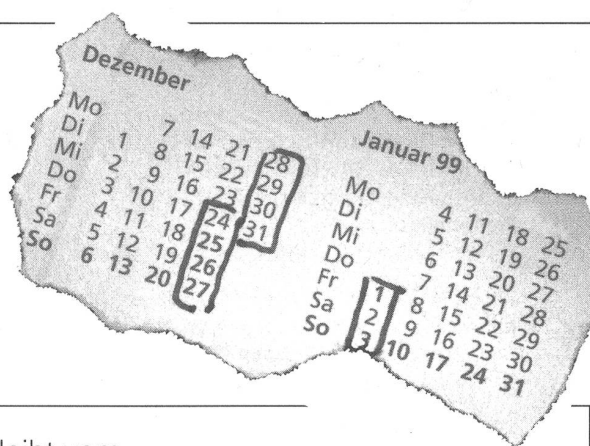 Dezember
Mo 7 14 21 28
Di 1 8 15 22 29
Mi 2 9 16 23 30
Do 3 10 17 24 31
Fr 4 11 18 25
Sa 5 12 19 26
So 6 13 20 27
Januar 99
Mo 4 11 18 25
Di 5 12 19 26
Mi 6 13 20 27
Do 7 14 21 28
Fr 1 8 15 22 29
Sa 2 9 16 23 30
So 3 10 17 24 31